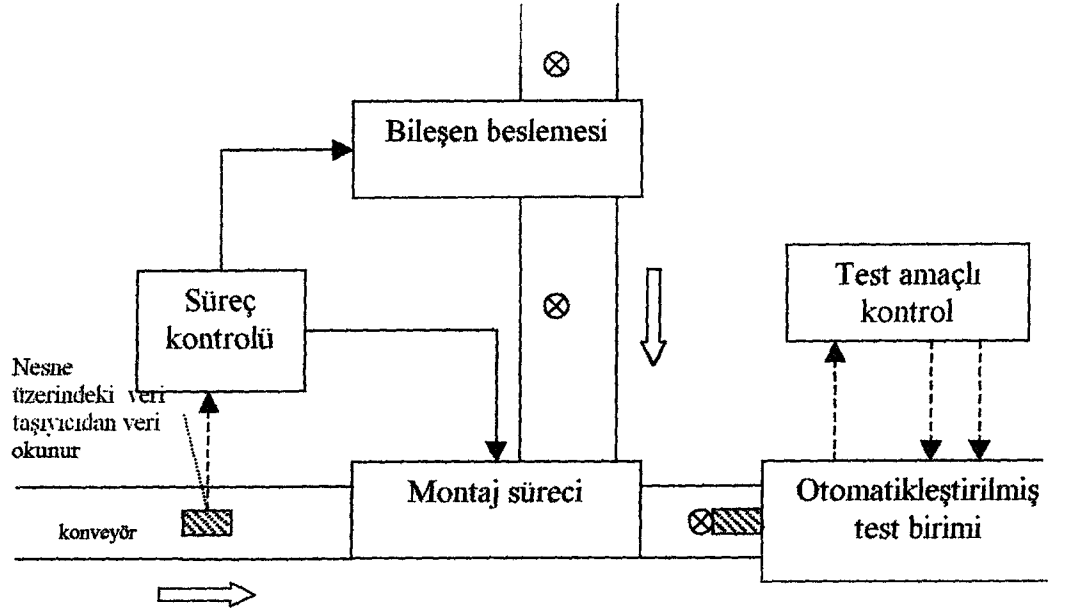 Bileşen beslemesi
Süreç
kontrolü
Test amaçlı
kontrol
Nesne
üzerindeki veri
taşıyıcıdan veri
okunur
Montaj süreci
Otomatikleştirilmiş
test birimi
konveyör